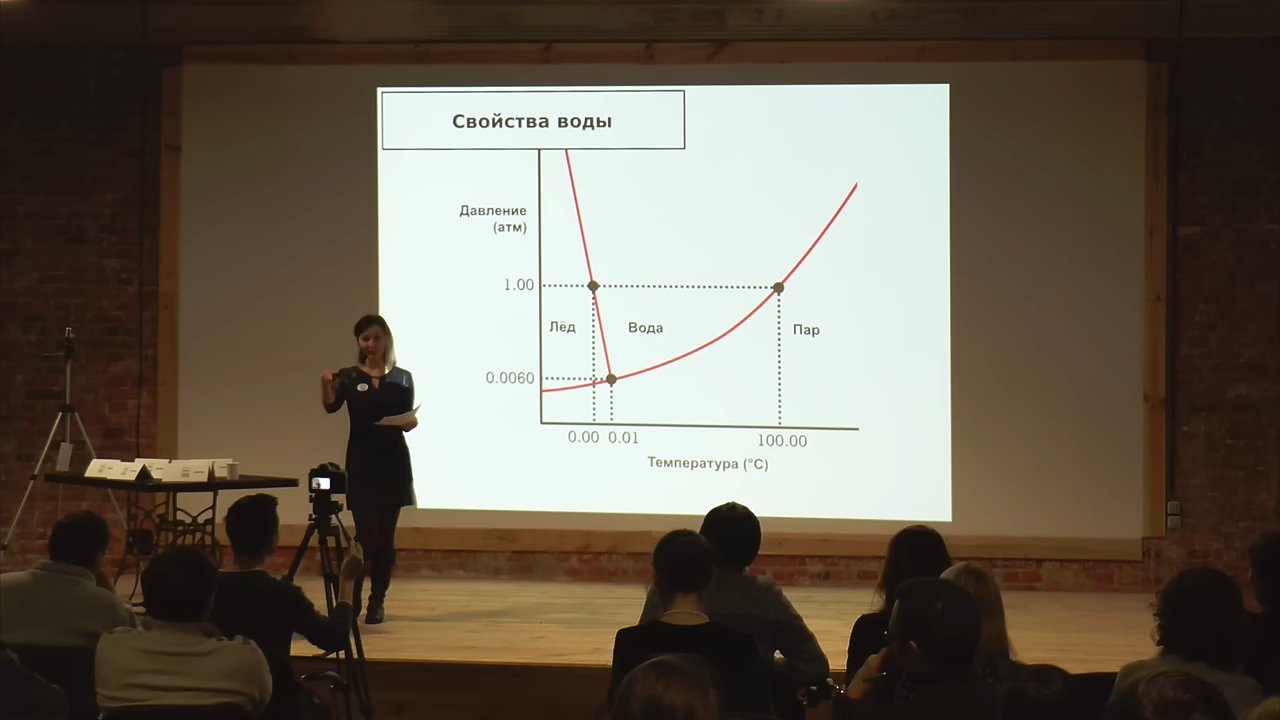 Свойства воды
Давление
(атм)
1.00
Лёд
Вода
Пар
0.0060
0.00
0.01
100.00
Температура (°C)